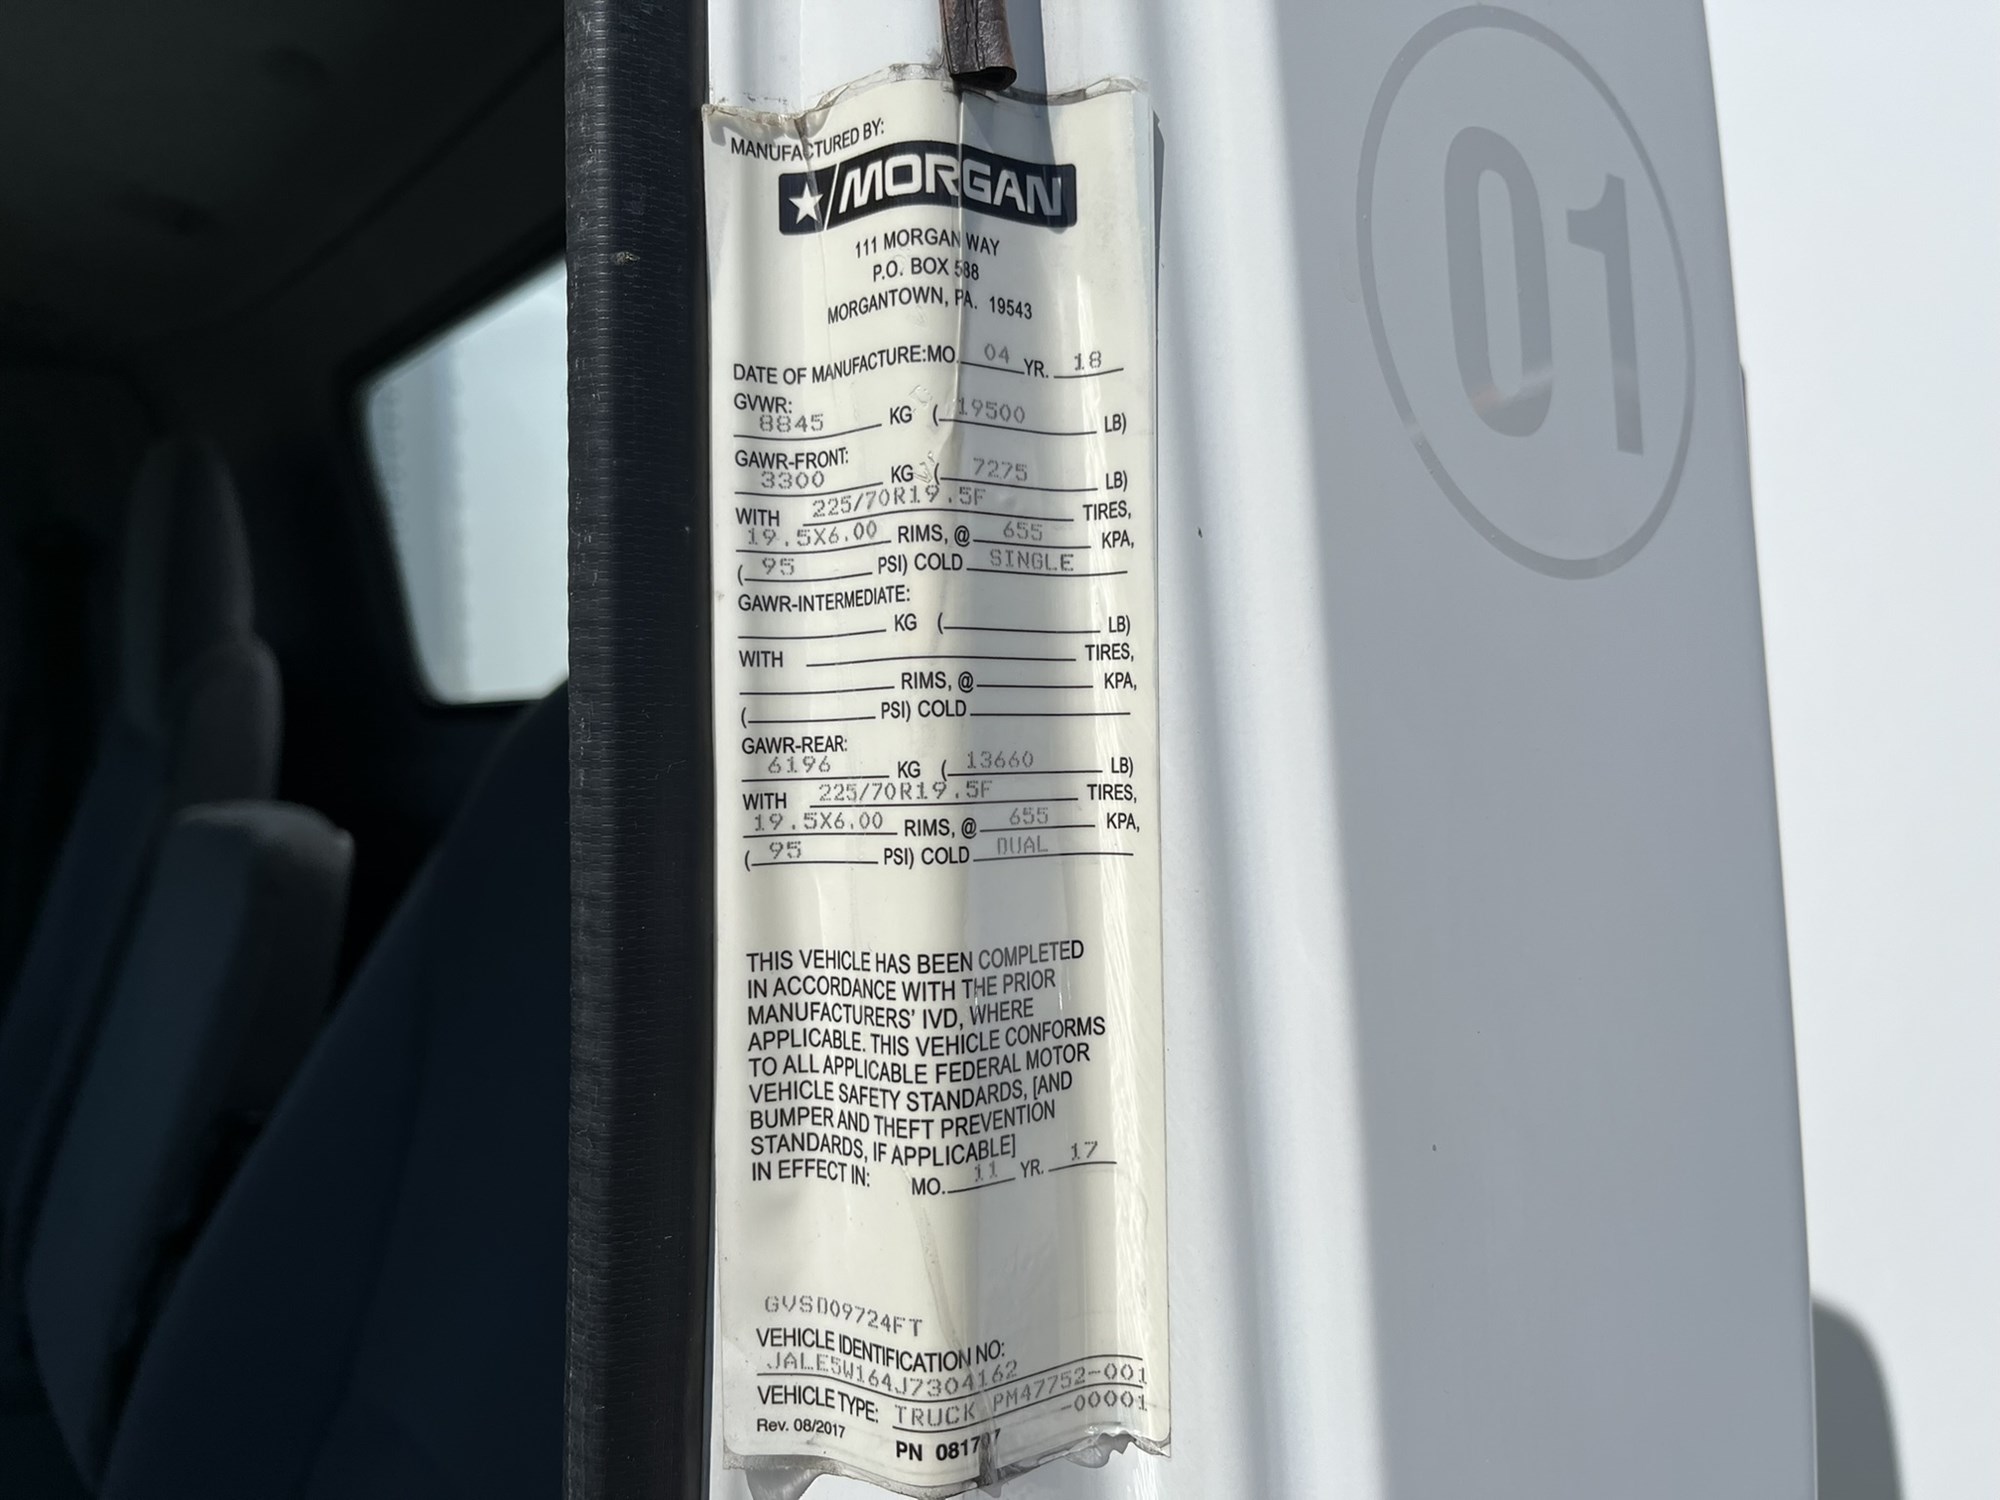 MANUFACTURED BY:
MORGAN
111 MORGAN WAY
P.O. BOX 588
MORGANTOWN, PA. 19543
DATE OF MANUFACTURE:MO. 04 YR. 18
GVWR:
8845 KG (19500 LB)
GAWR-FRONT:
3300 KG (7275 LB)
WITH 225/70R19.5F TIRES,
19.5X6.00 RIMS, @ 655 KPA,
(95 PSI) COLD SINGLE
GAWR-INTERMEDIATE:
KG ( LB)
WITH TIRES,
RIMS, @ KPA,
( PSI) COLD
GAWR-REAR:
6196 KG (13660 LB)
WITH 225/70R19.5F TIRES,
19.5X6.00 RIMS, @ 655 KPA,
(95 PSI) COLD DUAL
THIS VEHICLE HAS BEEN COMPLETED
IN ACCORDANCE WITH THE PRIOR
MANUFACTURERS' IVD, WHERE
APPLICABLE. THIS VEHICLE CONFORMS
TO ALL APPLICABLE FEDERAL MOTOR
VEHICLE SAFETY STANDARDS, [AND
BUMPER AND THEFT PREVENTION
STANDARDS, IF APPLICABLE]
IN EFFECT IN: MO. 11 YR. 17
GVSD09724FT
VEHICLE IDENTIFICATION NO:
JALE5W164J7304162
VEHICLE TYPE: TRUCK PM47752-001
-00001
Rev. 08/2017
PN 081707
01